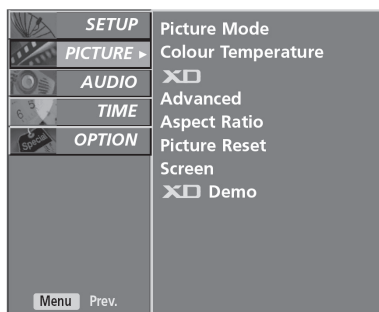 SETUP
PICTURE ►
AUDIO
TIME
OPTION
Special
Picture Mode
Colour Temperature
XD
Advanced
Aspect Ratio
Picture Reset
Screen
XD Demo
Menu Prev.